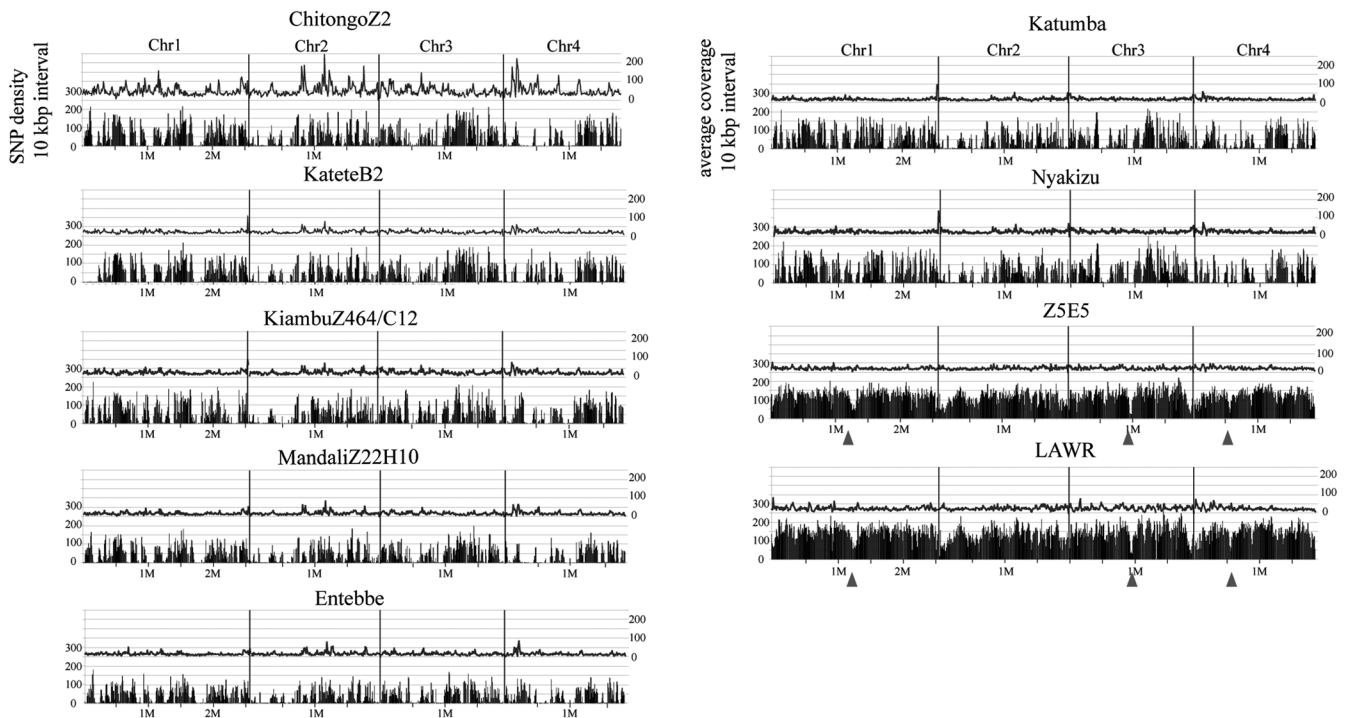 ChitongoZ2
SNP density
10 kbp interval
Chr1 Chr2 Chr3 Chr4
200
100
0
300
200
100
0
1M 2M 1M 1M 1M
KateteB2
200
100
0
300
200
100
0
1M 2M 1M 1M 1M
KiambuZ464/C12
200
100
0
300
200
100
0
1M 2M 1M 1M 1M
MandaliZ22H10
200
100
0
300
200
100
0
1M 2M 1M 1M 1M
Entebbe
200
100
0
300
200
100
0
1M 2M 1M 1M 1M
Katumba
average coverage
10 kbp interval
Chr1 Chr2 Chr3 Chr4
200
100
0
300
200
100
0
1M 2M 1M 1M 1M
Nyakizu
200
100
0
300
200
100
0
1M 2M 1M 1M 1M
Z5E5
200
100
0
300
200
100
0
1M 2M 1M 1M 1M
LAWR
200
100
0
300
200
100
0
1M 2M 1M 1M 1M